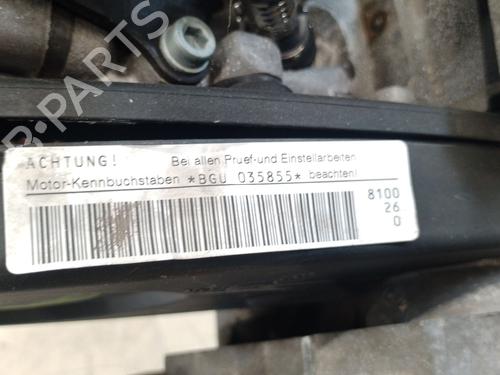 B-PARTS
ACHTUNG! Bei allen Pruef-und Einstellarbeiten
Motor-Kennbuchstaben *BGU 035855* beachten!
8100
26
0